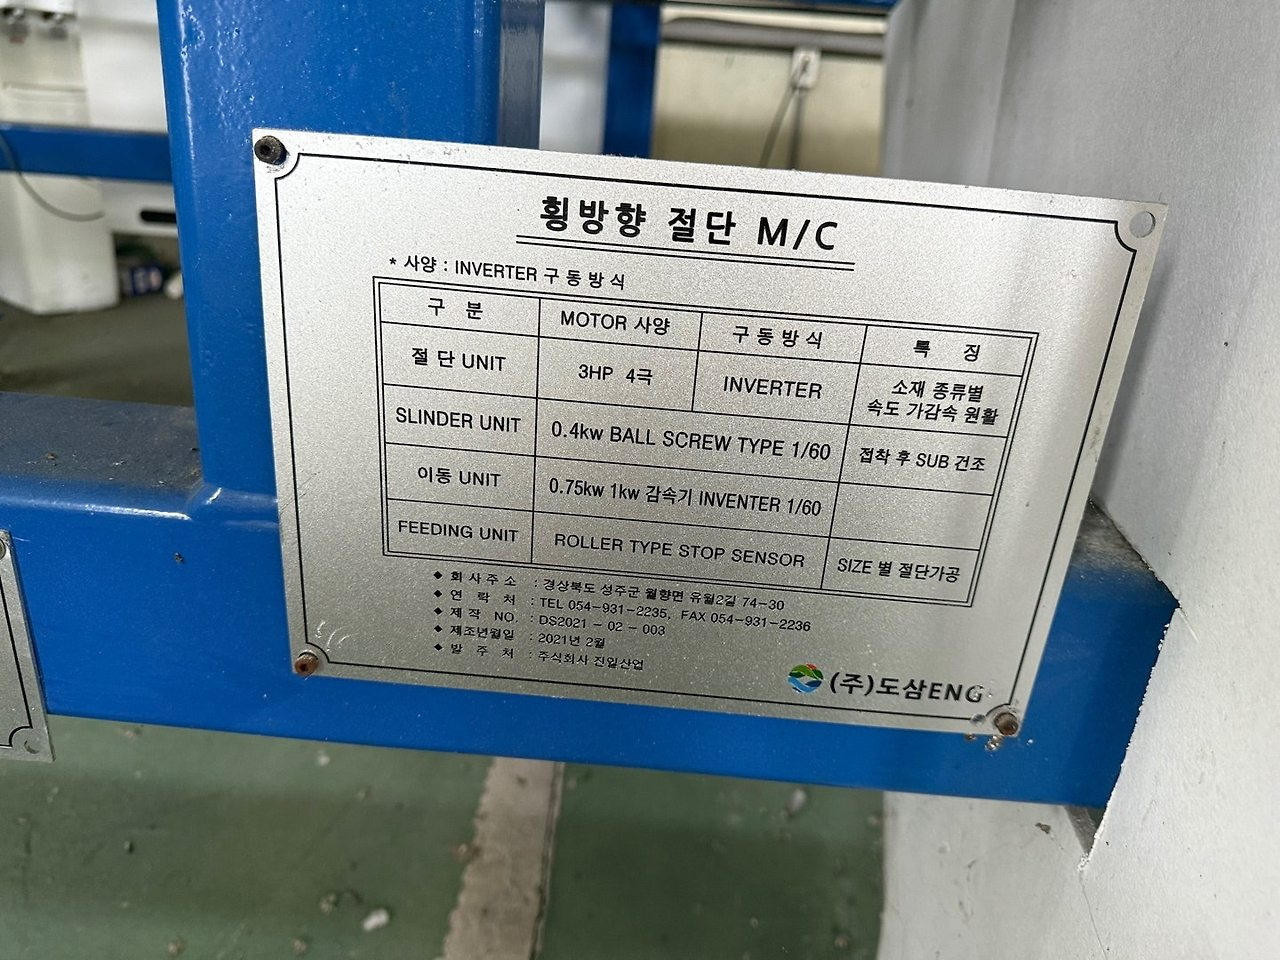 횡방향 절단 M/C
* 사양 : INVERTER 구동방식
구 분 MOTOR 사양 구동방식 특 징
절단 UNIT 3HP 4극 INVERTER 소재 종류별 속도 가감속 원활
SLINDER UNIT 0.4kw BALL SCREW TYPE 1/60 접착 후 SUB 건조
이동 UNIT 0.75kw 1kw 감속기 INVENTER 1/60
FEEDING UNIT ROLLER TYPE STOP SENSOR SIZE 별 절단가공
◆ 회사주소 : 경상북도 성주군 월항면 유월2길 74-30
◆ 연 락 처 : TEL 054-931-2235, FAX 054-931-2236
◆ 제작 NO. : DS2021 - 02 - 003
◆ 제조년월일 : 2021년 2월
◆ 발 주 처 : 주식회사 진일산업
(주)도삼ENG